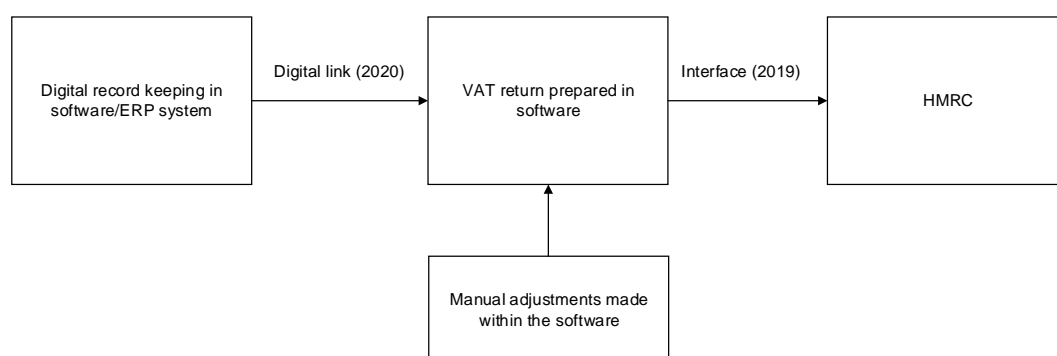 Digital record keeping in
software/ERP system
Digital link (2020)
VAT return prepared in
software
Interface (2019)
HMRC
Manual adjustments made
within the software